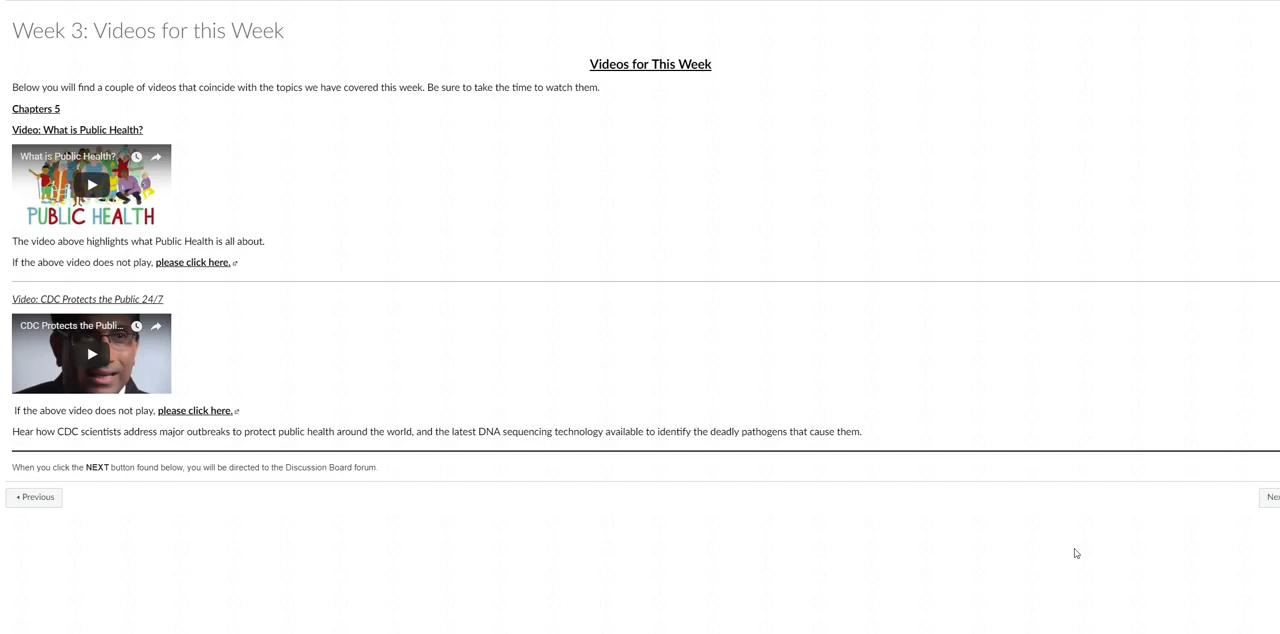 Week 3: Videos for this Week
Videos for This Week
Below you will find a couple of videos that coincide with the topics we have covered this week. Be sure to take the time to watch them.
Chapters 5
Video: What is Public Health?
What is Public Health?
PUBLIC HEALTH
The video above highlights what Public Health is all about.
If the above video does not play, please click here.
Video: CDC Protects the Public 24/7
CDC Protects the Publi...
If the above video does not play, please click here.
Hear how CDC scientists address major outbreaks to protect public health around the world, and the latest DNA sequencing technology available to identify the deadly pathogens that cause them.
When you click the NEXT button found below, you will be directed to the Discussion Board forum.
Previous
Nex